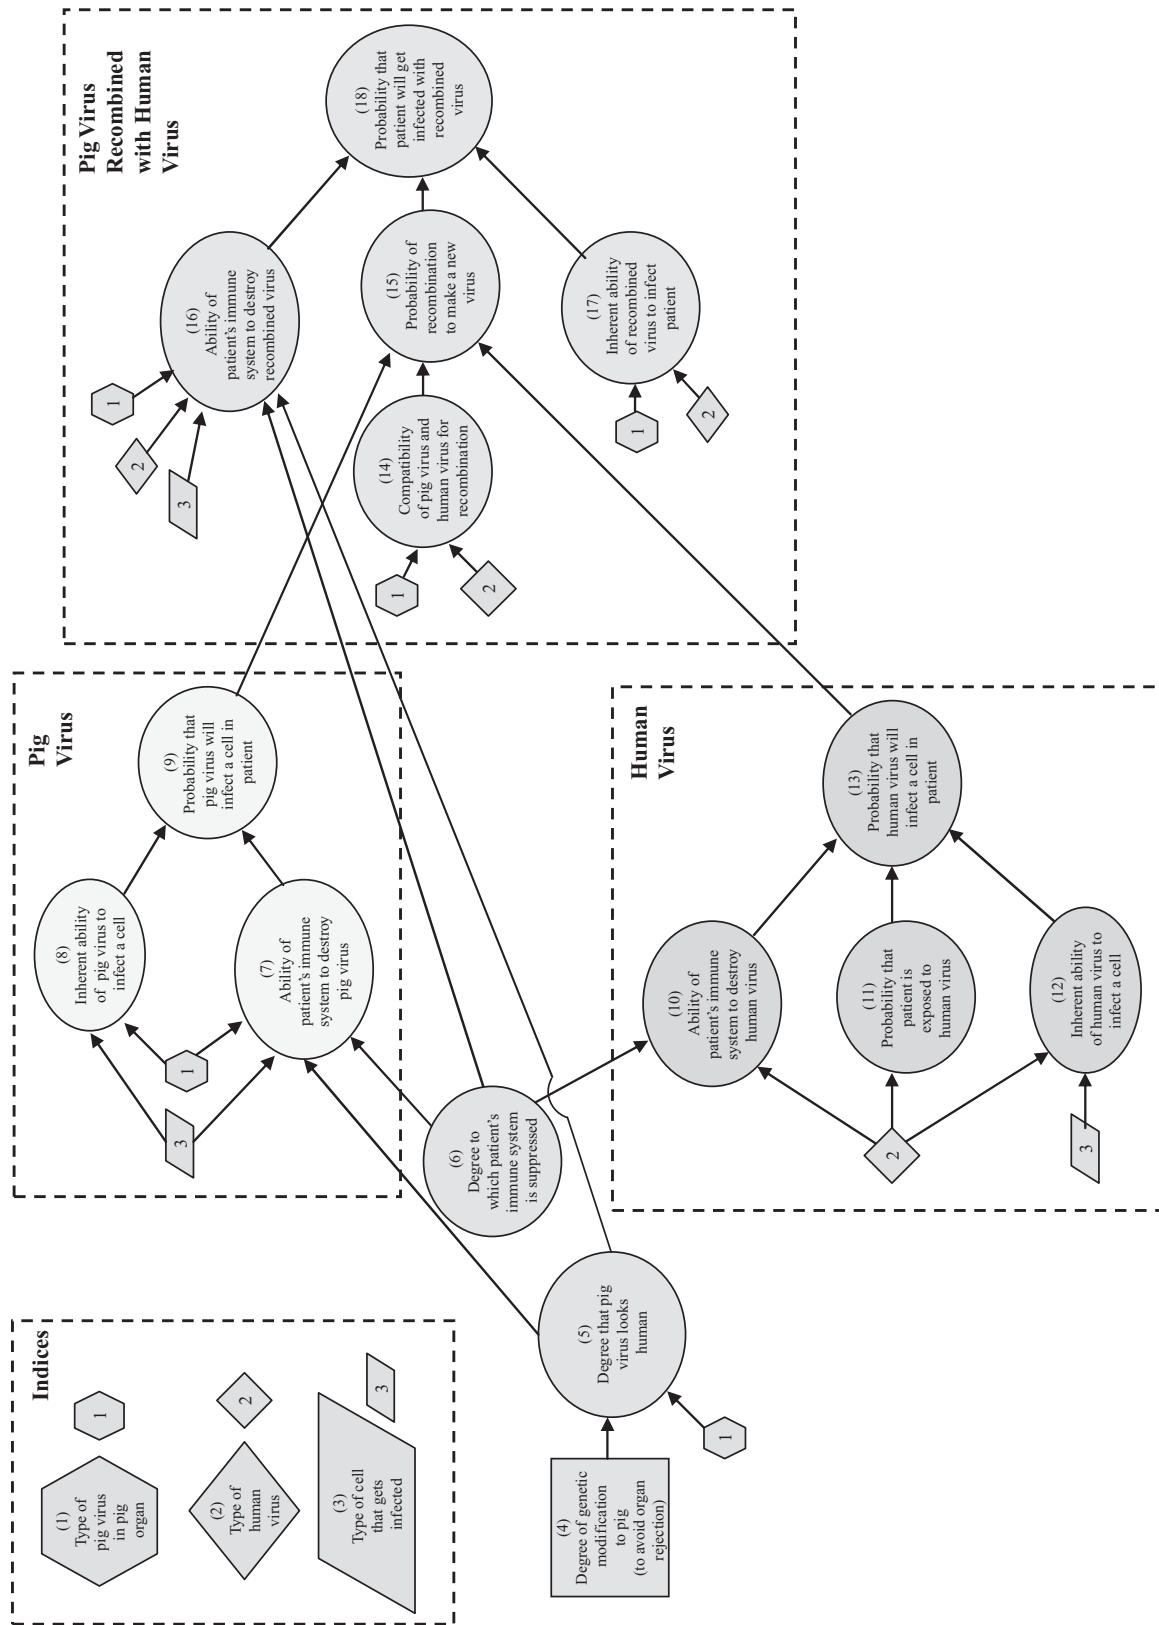 Indices
(1)
Type of
pig virus
in pig
organ
1
(2)
Type of
human
virus
2
(3)
Type of cell
that gets
infected
3
(4)
Degree of genetic
modification
to pig
(to avoid organ
rejection)
1
(5)
Degree that pig
virus looks
human
(6)
Degree to
which patient's
immune system
is suppressed
Pig
Virus
3
1
(8)
Inherent ability
of pig virus to
infect a cell
(7)
Ability of
patient's immune
system to destroy
pig virus
(9)
Probability that
pig virus will
infect a cell in
patient
Human
Virus
2
3
(10)
Ability of
patient's immune
system to destroy
human virus
(11)
Probability that
patient is
exposed to
human virus
(12)
Inherent ability
of human virus to
infect a cell
(13)
Probability that
human virus will
infect a cell in
patient
Pig Virus
Recombined
with Human
Virus
1
2
3
(16)
Ability of
patient's immune
system to destroy
recombined virus
1
2
(14)
Compatibility
of pig virus and
human virus for
recombination
(15)
Probability of
recombination
to make a new
virus
1
2
(17)
Inherent ability
of recombined
virus to infect
patient
(18)
Probability that
patient will get
infected with
recombined
virus